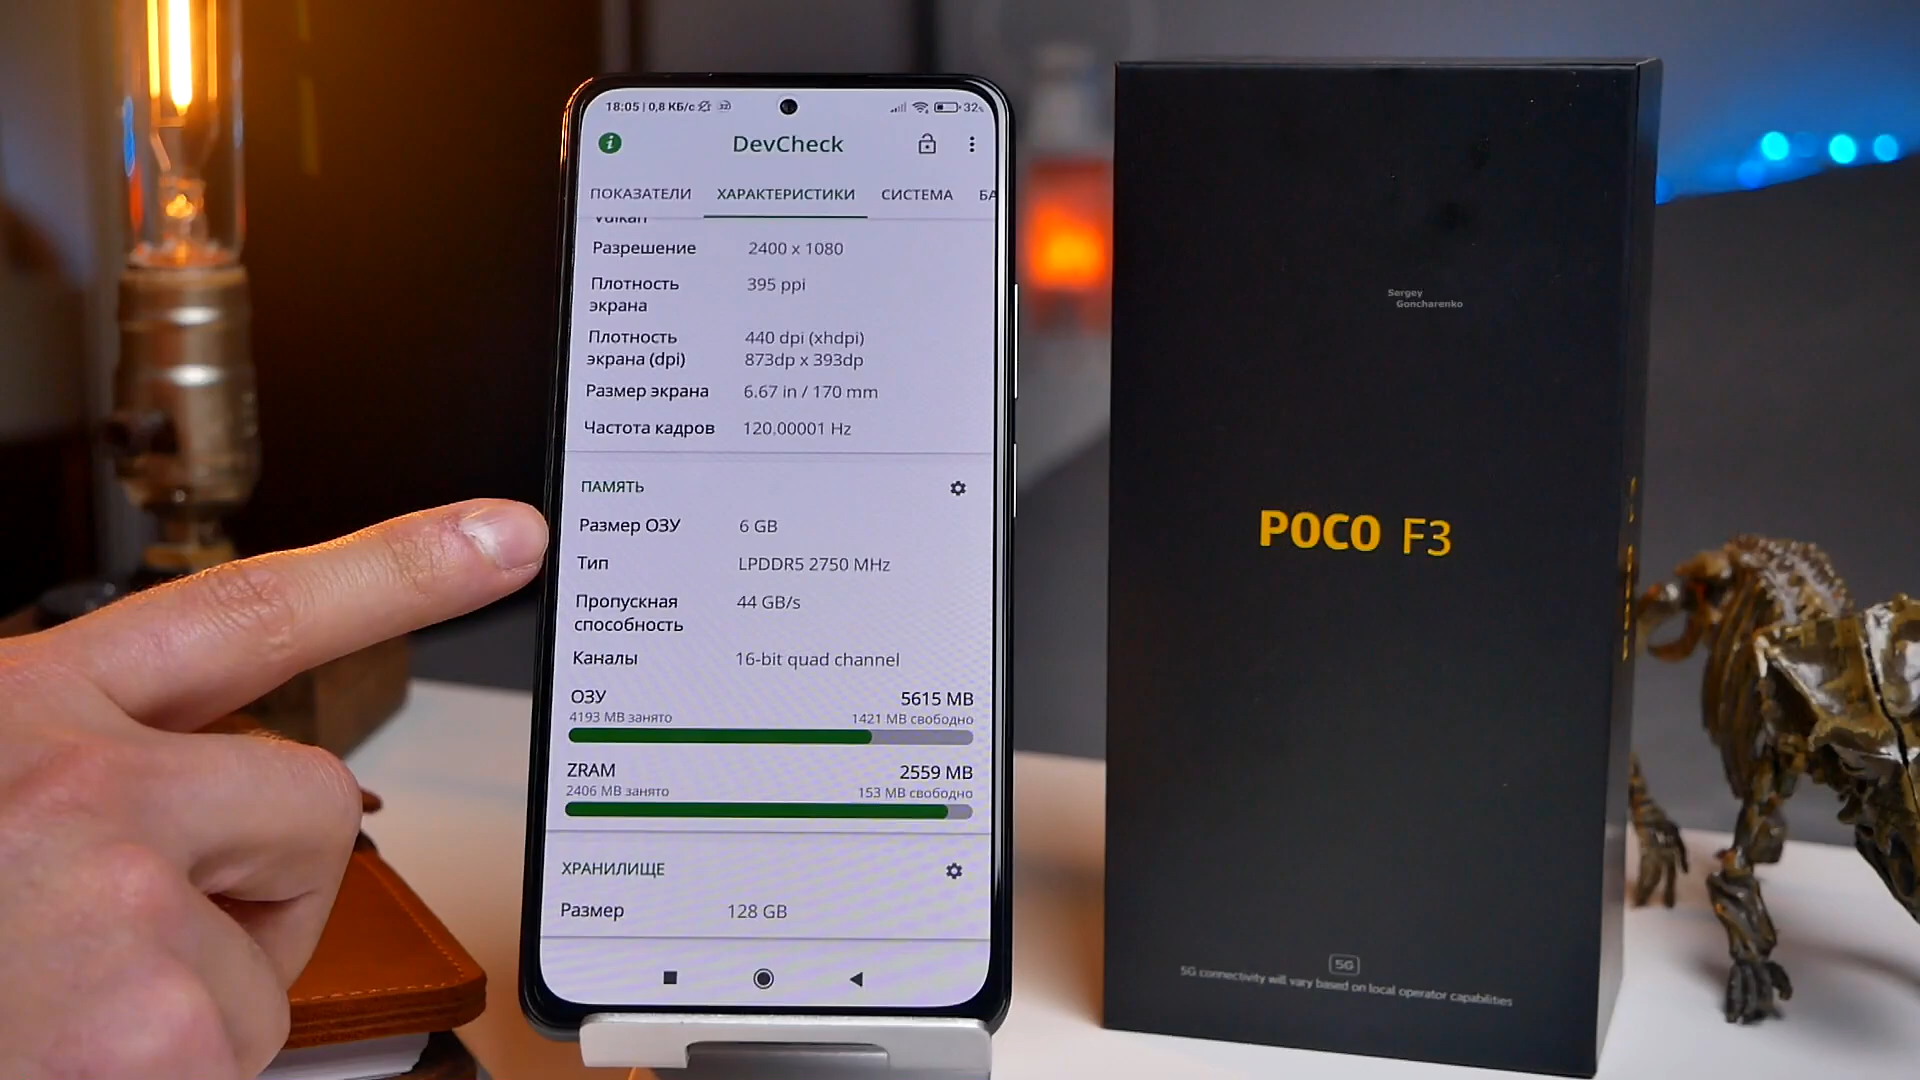 18:05 | 0,8 КБ/с
32
DevCheck
ПОКАЗАТЕЛИ ХАРАКТЕРИСТИКИ СИСТЕМА БА
Vulkan
Разрешение 2400 x 1080
Плотность экрана 395 ppi
Плотность экрана (dpi) 440 dpi (xhdpi)
873dp x 393dp
Размер экрана 6.67 in / 170 mm
Частота кадров 120.00001 Hz
ПАМЯТЬ
Размер ОЗУ 6 GB
Тип LPDDR5 2750 MHz
Пропускная способность 44 GB/s
Каналы 16-bit quad channel
ОЗУ 5615 MB
4193 MB занято 1421 MB свободно
ZRAM 2559 MB
2406 MB занято 153 MB свободно
ХРАНИЛИЩЕ
Размер 128 GB
Sergey
Goncharenko
POCO F3
5G
5G connectivity will vary based on local operator capabilities